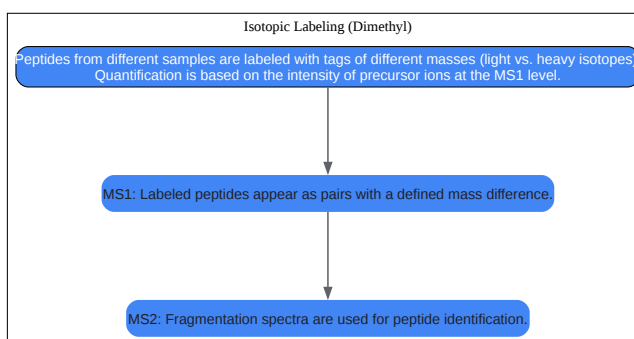 Isotopic Labeling (Dimethyl)
Peptides from different samples are labeled with tags of different masses (light vs. heavy isotopes)
Quantification is based on the intensity of precursor ions at the MS1 level.
MS1: Labeled peptides appear as pairs with a defined mass difference.
MS2: Fragmentation spectra are used for peptide identification.